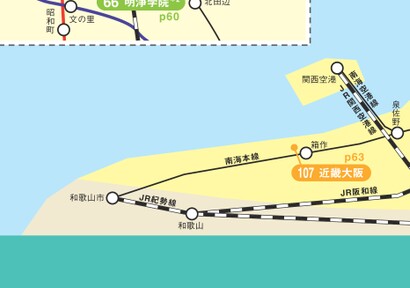 66 明浄学院
p60
昭和町
文の里
北田辺
関西空港
南海空港線
JR関西空港線
泉佐野
箱作
p63
107 近畿大阪
南海本線
JR阪和線
和歌山市
JR紀勢線
和歌山